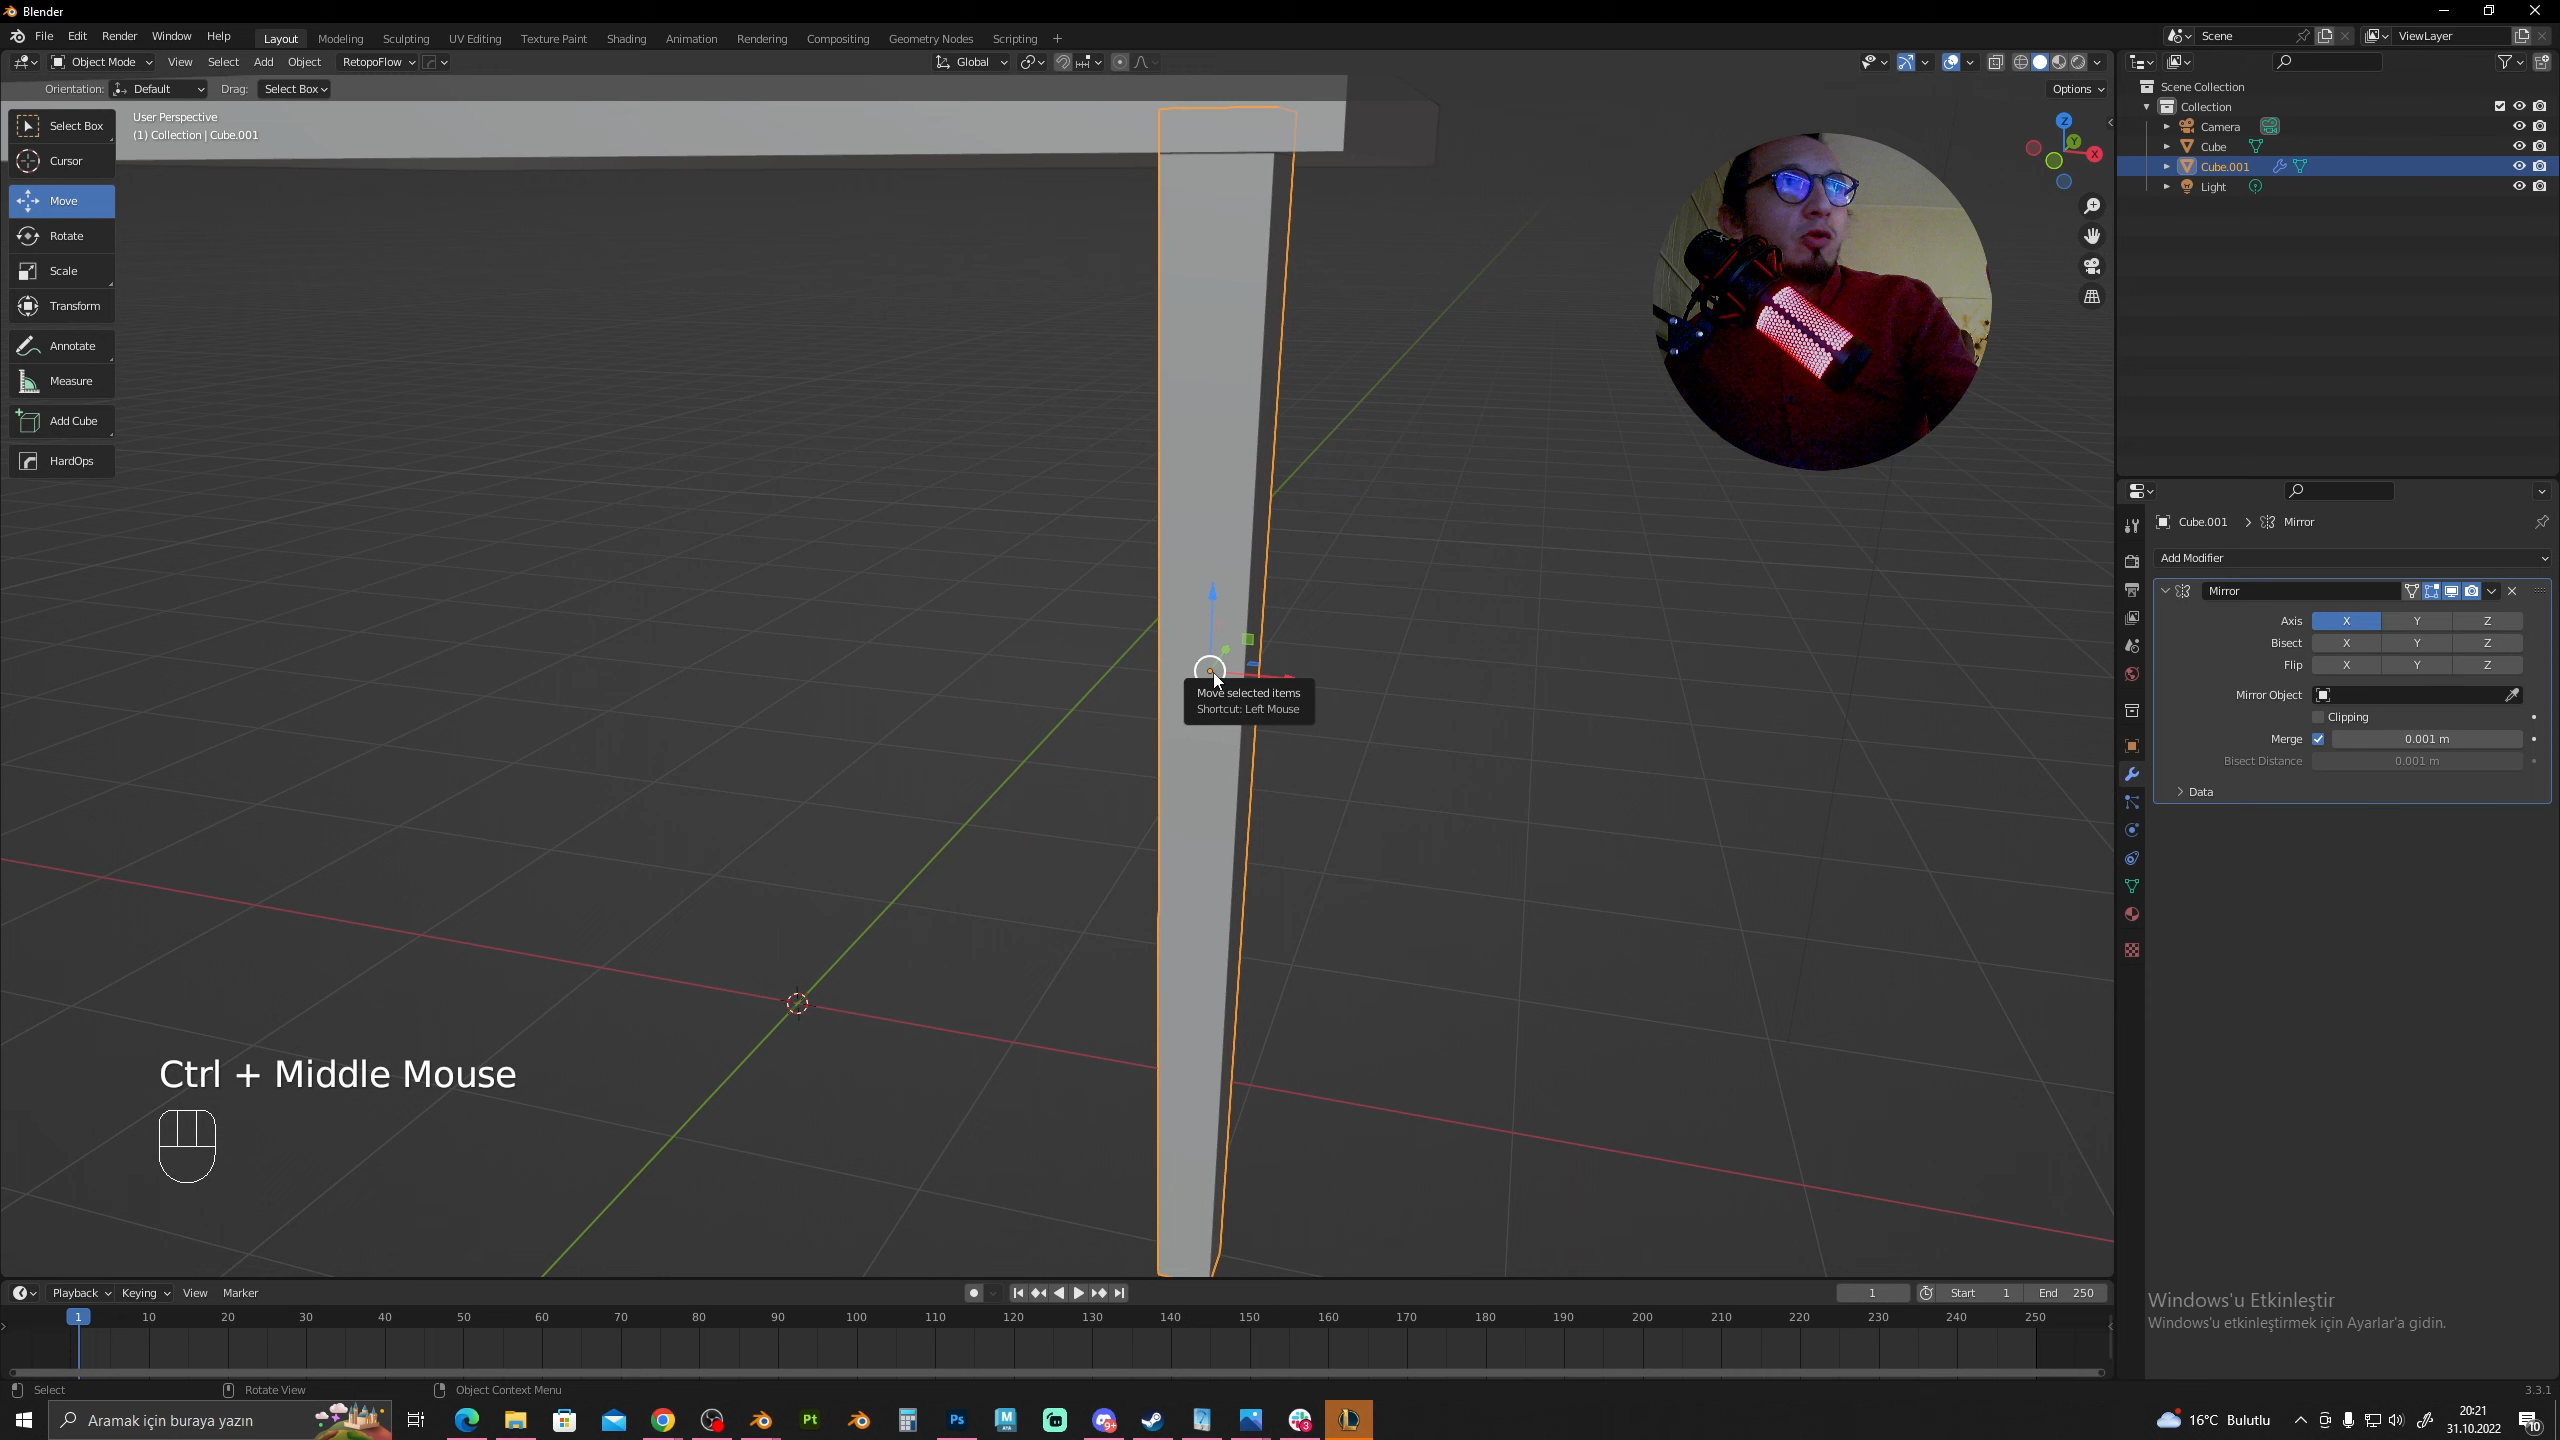 Blender
File Edit Render Window Help Layout Modeling Sculpting UV Editing Texture Paint Shading Animation Rendering Compositing Geometry Nodes Scripting + Scene ViewLayer
Object Mode View Select Add Object RetopoFlow Global
Orientation: Default Drag: Select Box Options
User Perspective
(1) Collection | Cube.001
Select Box
Cursor
Move
Rotate
Scale
Transform
Annotate
Measure
Add Cube
HardOps
Z
Y
X
Move selected items
Shortcut: Left Mouse
Ctrl + Middle Mouse
Scene Collection
Collection
Camera
Cube
Cube.001
Light
Cube.001 > Mirror
Add Modifier
Mirror
Axis X Y Z
Bisect X Y Z
Flip X Y Z
Mirror Object
Clipping
Merge 0.001 m
Bisect Distance 0.001 m
Data
Windows'u Etkinleştir
Windows'u etkinleştirmek için Ayarlar'a gidin.
Playback Keying View Marker 1 Start 1 End 250
1 10 20 30 40 50 60 70 80 90 100 110 120 130 140 150 160 170 180 190 200 210 220 230 240 250
Select Rotate View Object Context Menu 3.3.1
Aramak için buraya yazın Pt Ps M 9+ 3 16°C Bulutlu 20:21
31.10.2022 10